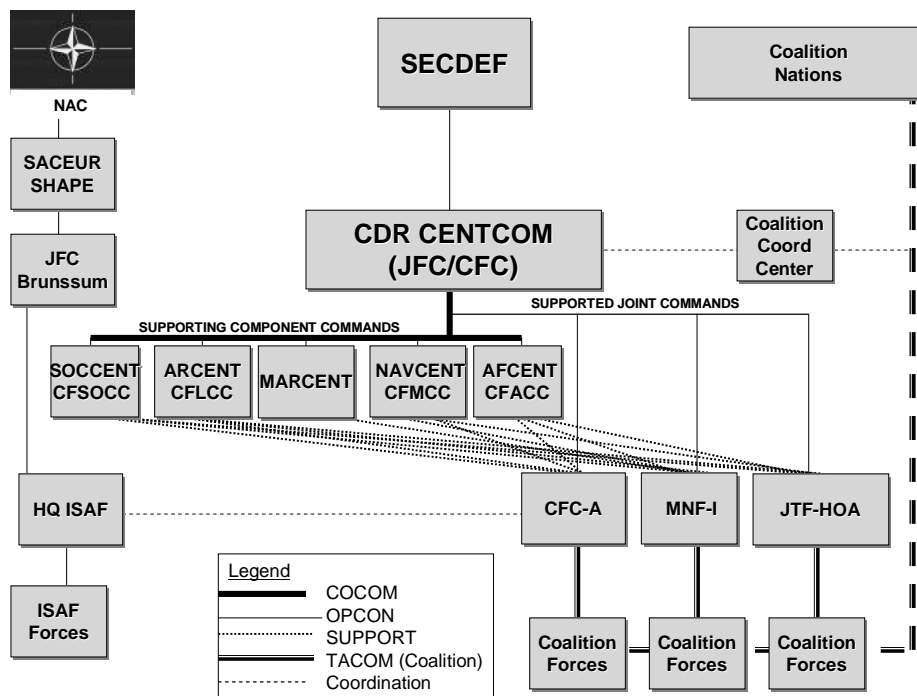 SECDEF
Coalition
Nations
NAC
SACEUR
SHAPE
CDR CENTCOM
(JFC/CFC)
Coalition
Coord
Center
JFC
Brunssum
SUPPORTED JOINT COMMANDS
SUPPORTING COMPONENT COMMANDS
SOCCENT
CFSOCC
ARCENT
CFLCC
MARCENT
NAVCENT
CFMCC
AFCENT
CFACC
HQ ISAF
CFC-A
MNF-I
JTF-HOA
Legend
COCOM
OPCON
SUPPORT
TACOM (Coalition)
Coordination
ISAF
Forces
Coalition
Forces
Coalition
Forces
Coalition
Forces